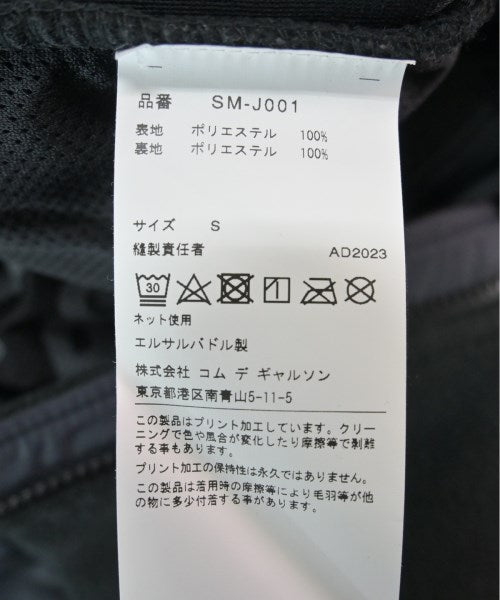 品番 SM-J001
表地 ポリエステル 100%
裏地 ポリエステル 100%
サイズ S
縫製責任者 AD2023
30
ネット使用
エルサルバドル製
株式会社 コム デ ギャルソン
東京都港区南青山5-11-5
この製品はプリント加工しています。クリー
ニングで色や風合が変化したり摩擦等で剥離
する事もあります。
プリント加工の保持性は永久ではありません。
この製品は着用時の摩擦等により毛羽等が他
の物に多少付着する事が有ります。